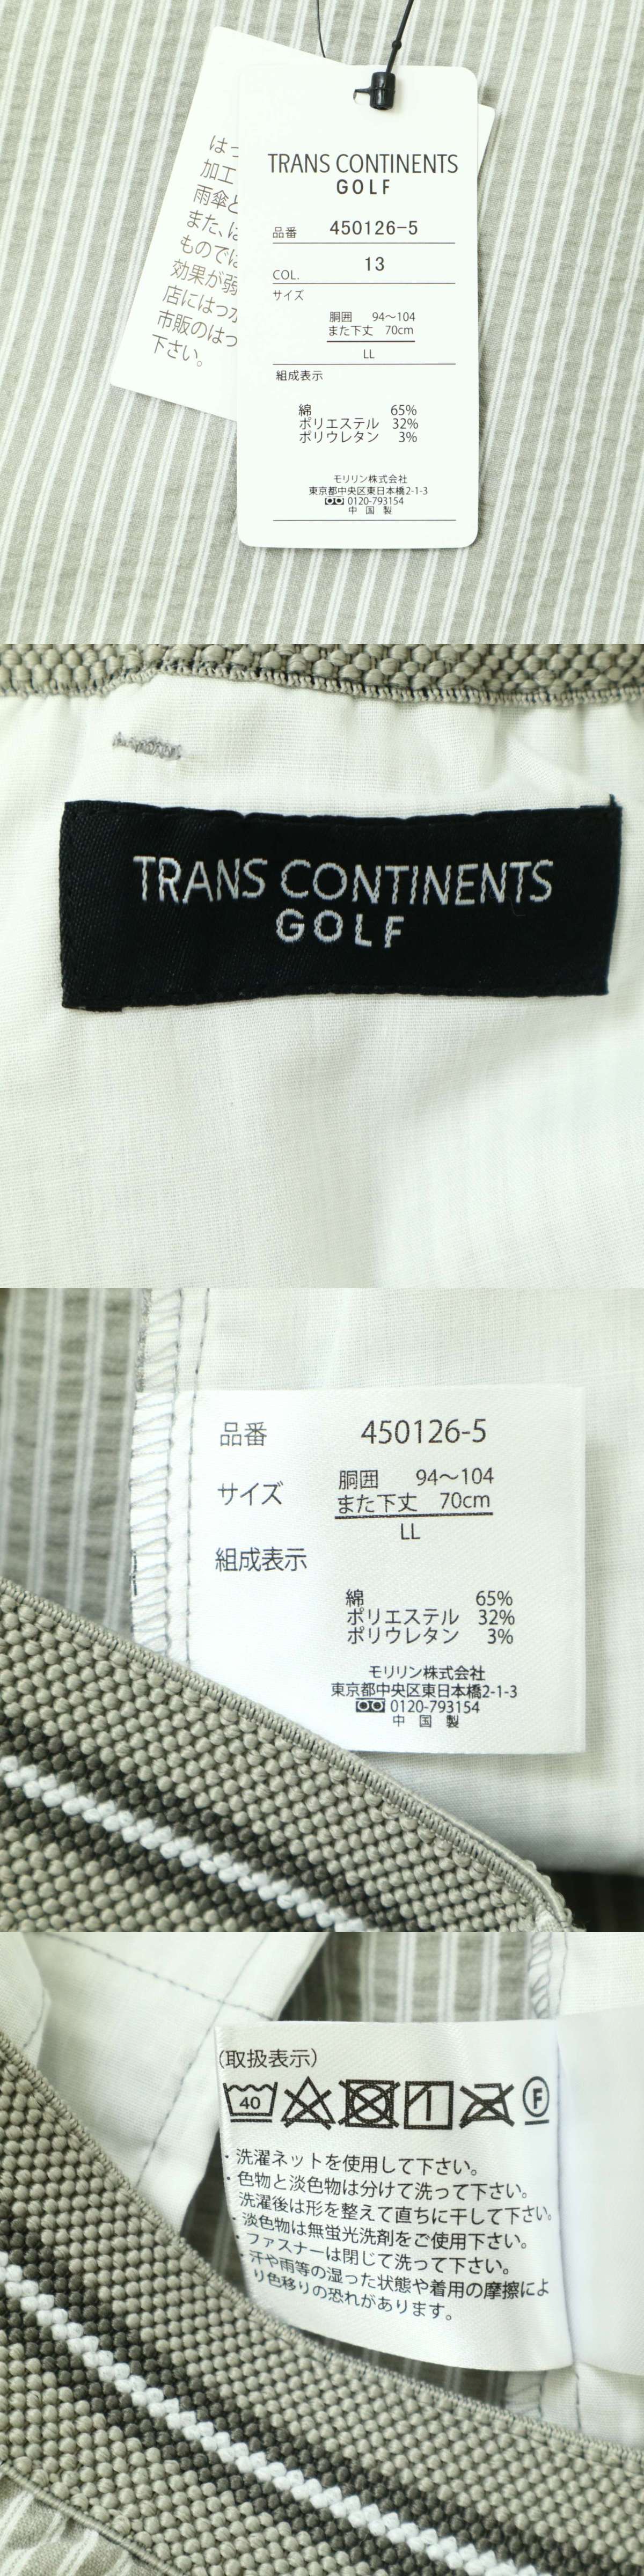 はっ
加工
雨傘と
また、は
ものでは
効果が弱
店にはっ
市販のはっ
下さい。
TRANS CONTINENTS
GOLF
品番 450126-5
COL. 13
サイズ
胴囲 94～104
また下丈 70cm
LL
組成表示
綿 65%
ポリエステル 32%
ポリウレタン 3%
モリリン株式会社
東京都中央区東日本橋2-1-3
0120-793154
中国製
TRANS CONTINENTS
GOLF
品番 450126-5
サイズ
胴囲 94～104
また下丈 70cm
LL
組成表示
綿 65%
ポリエステル 32%
ポリウレタン 3%
モリリン株式会社
東京都中央区東日本橋2-1-3
0120-793154
中国製
(取扱表示)
40
F
・洗濯ネットを使用して下さい。
・色物と淡色物は分けて洗って下さい。
洗濯後は形を整えて直ちに干して下さい。
・淡色物は無蛍光洗剤をご使用下さい。
・ファスナーは閉じて洗って下さい。
・汗や雨等の湿った状態や着用の摩擦によ
り色移りの恐れがあります。